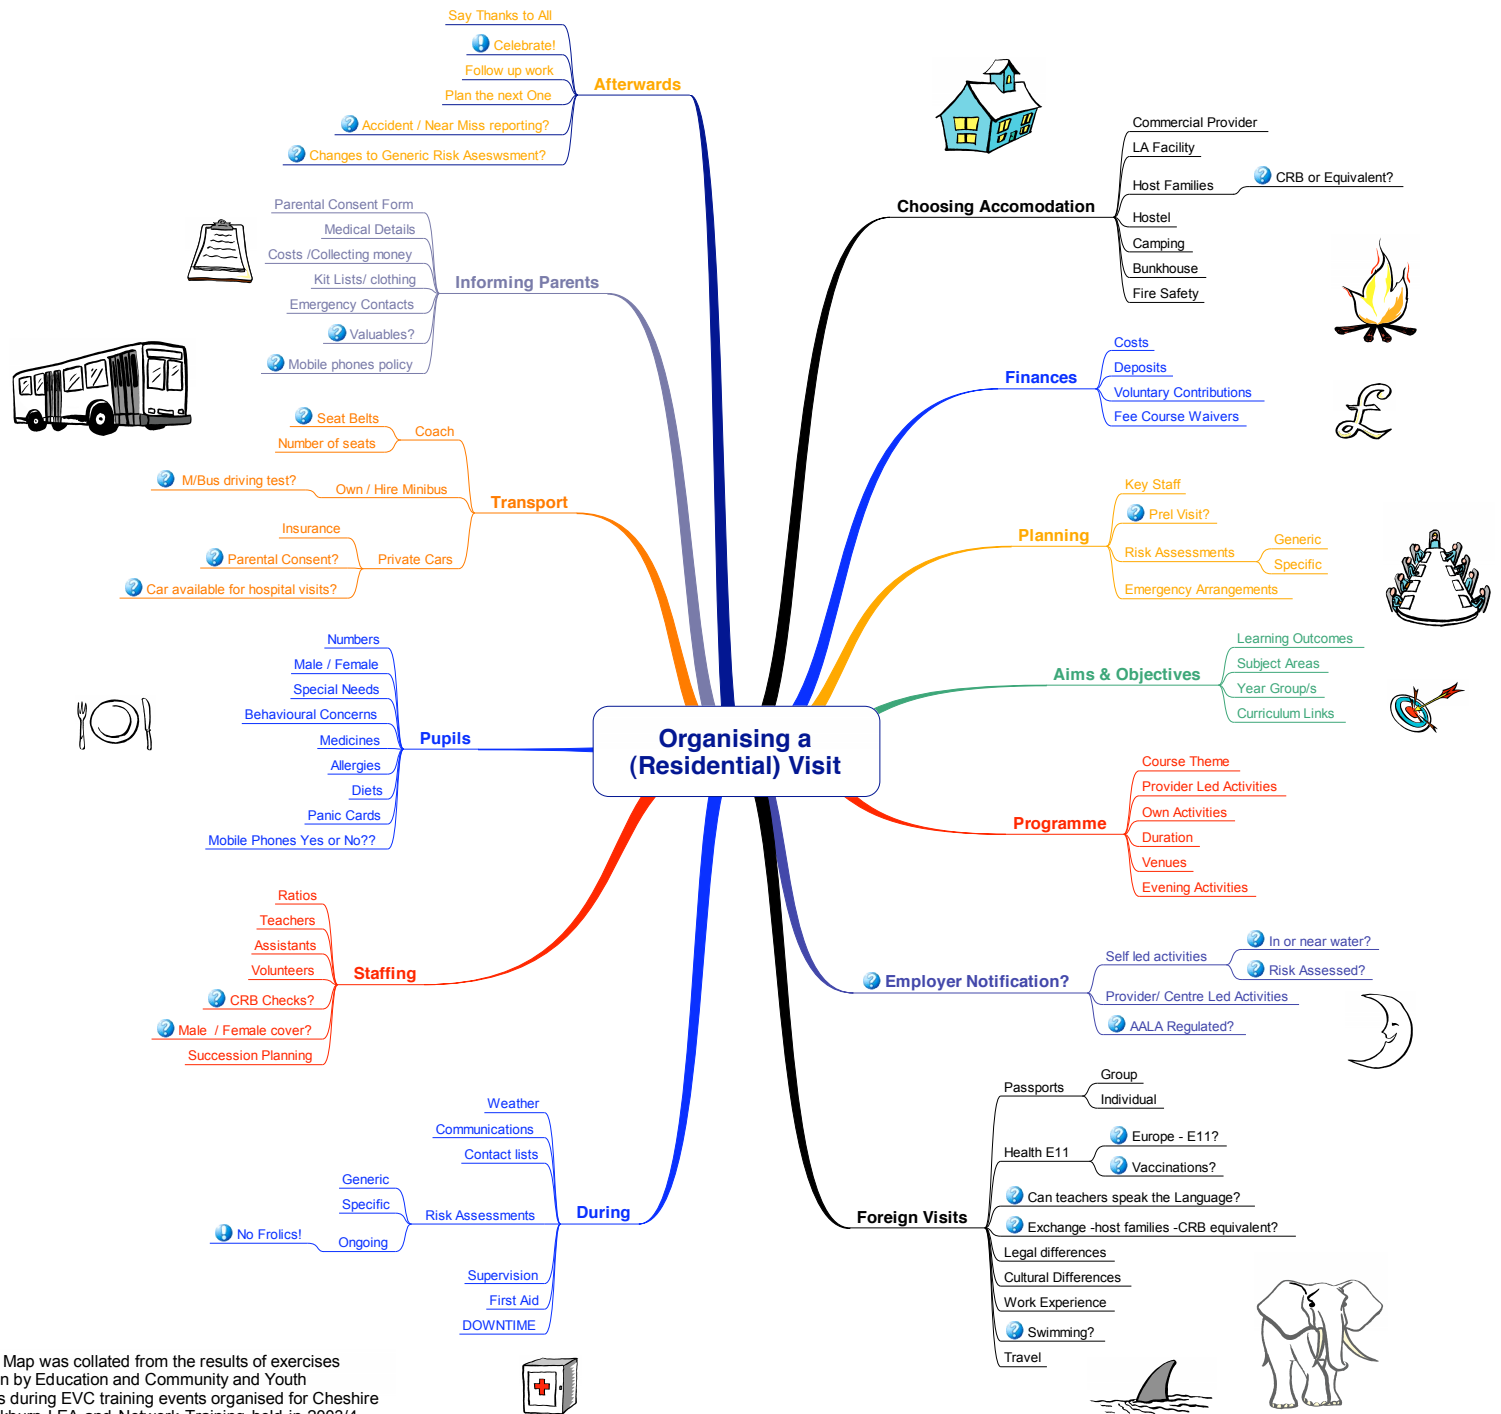 Say Thanks to All
Celebrate!
Follow up work
Plan the next One
Accident / Near Miss reporting?
Changes to Generic Risk Aseswsment?
Afterwards
Parental Consent Form
Medical Details
Costs /Collecting money
Kit Lists/ clothing
Emergency Contacts
Valuables?
Mobile phones policy
Informing Parents
Seat Belts
Number of seats
Coach
M/Bus driving test?
Own / Hire Minibus
Insurance
Parental Consent?
Car available for hospital visits?
Private Cars
Transport
Numbers
Male / Female
Special Needs
Behavioural Concerns
Medicines
Allergies
Diets
Panic Cards
Mobile Phones Yes or No??
Pupils
Ratios
Teachers
Assistants
Volunteers
CRB Checks?
Male / Female cover?
Succession Planning
Staffing
Weather
Communications
Contact lists
Generic
Specific
No Frolics!
Ongoing
Risk Assessments
Supervision
First Aid
DOWNTIME
During
Organising a
(Residential) Visit
Choosing Accomodation
Commercial Provider
LA Facility
Host Families
CRB or Equivalent?
Hostel
Camping
Bunkhouse
Fire Safety
Finances
Costs
Deposits
Voluntary Contributions
Fee Course Waivers
£
Planning
Key Staff
Prel Visit?
Risk Assessments
Generic
Specific
Emergency Arrangements
Aims & Objectives
Learning Outcomes
Subject Areas
Year Group/s
Curriculum Links
Programme
Course Theme
Provider Led Activities
Own Activities
Duration
Venues
Evening Activities
Employer Notification?
Self led activities
In or near water?
Risk Assessed?
Provider/ Centre Led Activities
AALA Regulated?
Foreign Visits
Passports
Group
Individual
Health E11
Europe - E11?
Vaccinations?
Can teachers speak the Language?
Exchange -host families -CRB equivalent?
Legal differences
Cultural Differences
Work Experience
Swimming?
Travel
Map was collated from the results of exercises
n by Education and Community and Youth
s during EVC training events organised for Cheshire
kburn LEA and Network Training held in 2003/4